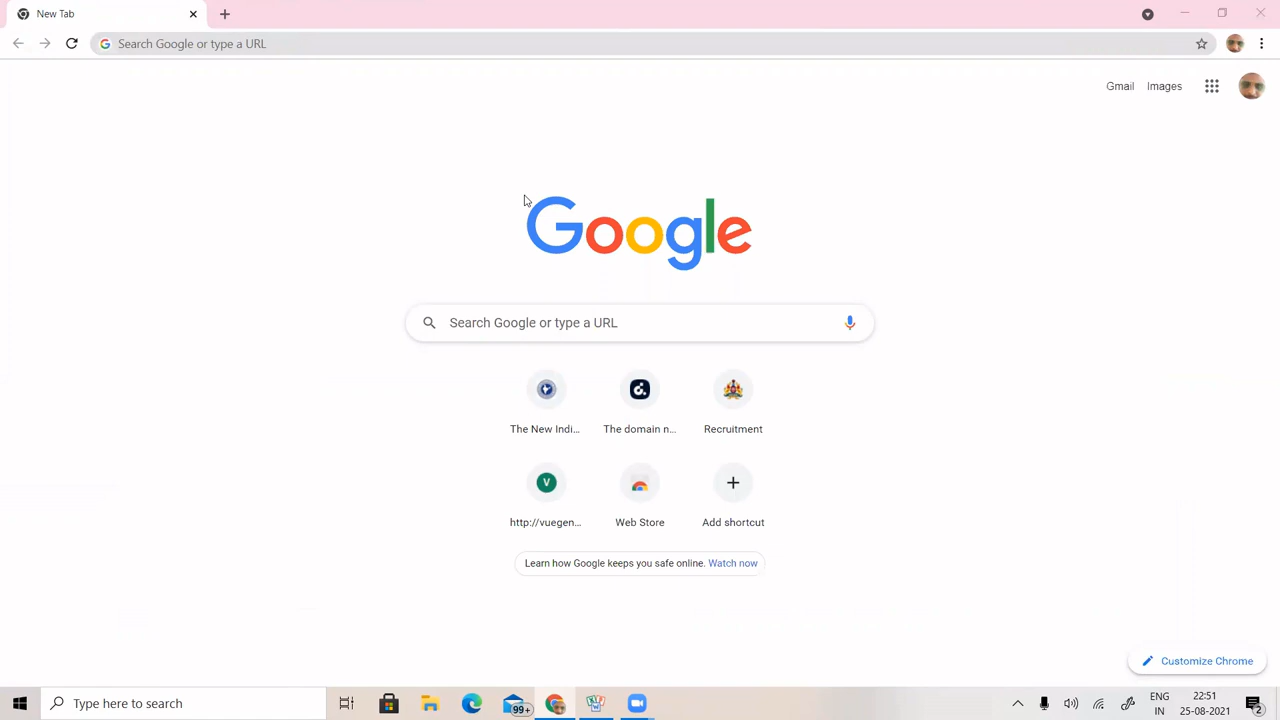 New Tab
Search Google or type a URL
Gmail Images
Google
Search Google or type a URL
The New Indi... The domain n... Recruitment
V
http://vuegen... Web Store Add shortcut
Learn how Google keeps you safe online. Watch now
Customize Chrome
Type here to search
99+
ENG 22:51
IN 25-08-2021
2